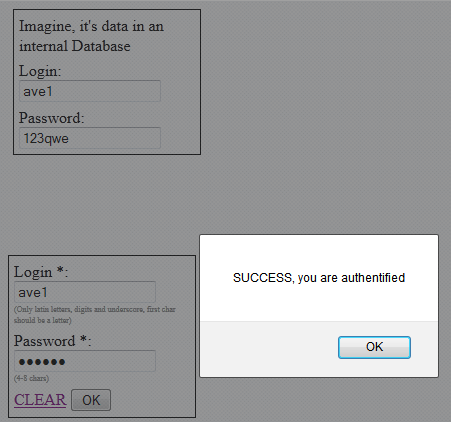 Imagine, it's data in an
internal Database
Login:
ave1
Password:
123qwe
Login *:
ave1
(Only latin letters, digits and underscore, first char
should be a letter)
Password *:
●●●●●●
(4-8 chars)
CLEAR OK
SUCCESS, you are authentified
OK